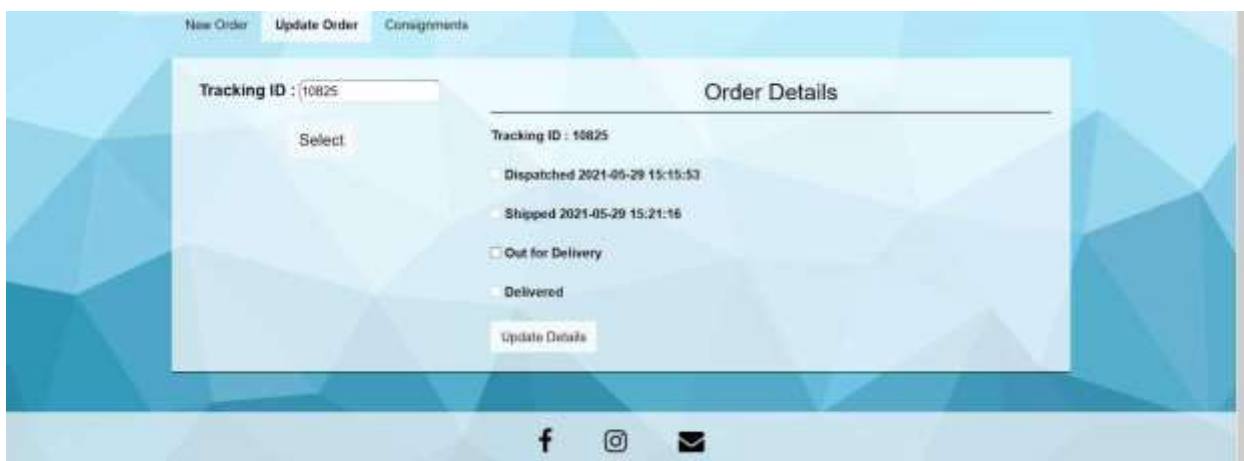 New Order Update Order Consignments
Tracking ID : 10825
Select
Order Details
Tracking ID : 10825
Dispatched 2021-05-29 15:15:53
Shipped 2021-05-29 15:21:16
Out for Delivery
Delivered
Update Details